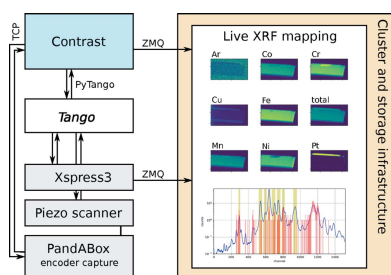 TCP
Contrast
ZMQ
PyTango
Tango
Xspress3
ZMQ
Piezo scanner
PandABox
encoder capture
Live XRF mapping
Ar
Co
Cr
Cu
Fe
total
Mn
Ni
Pt
Cluster and storage infrastructure